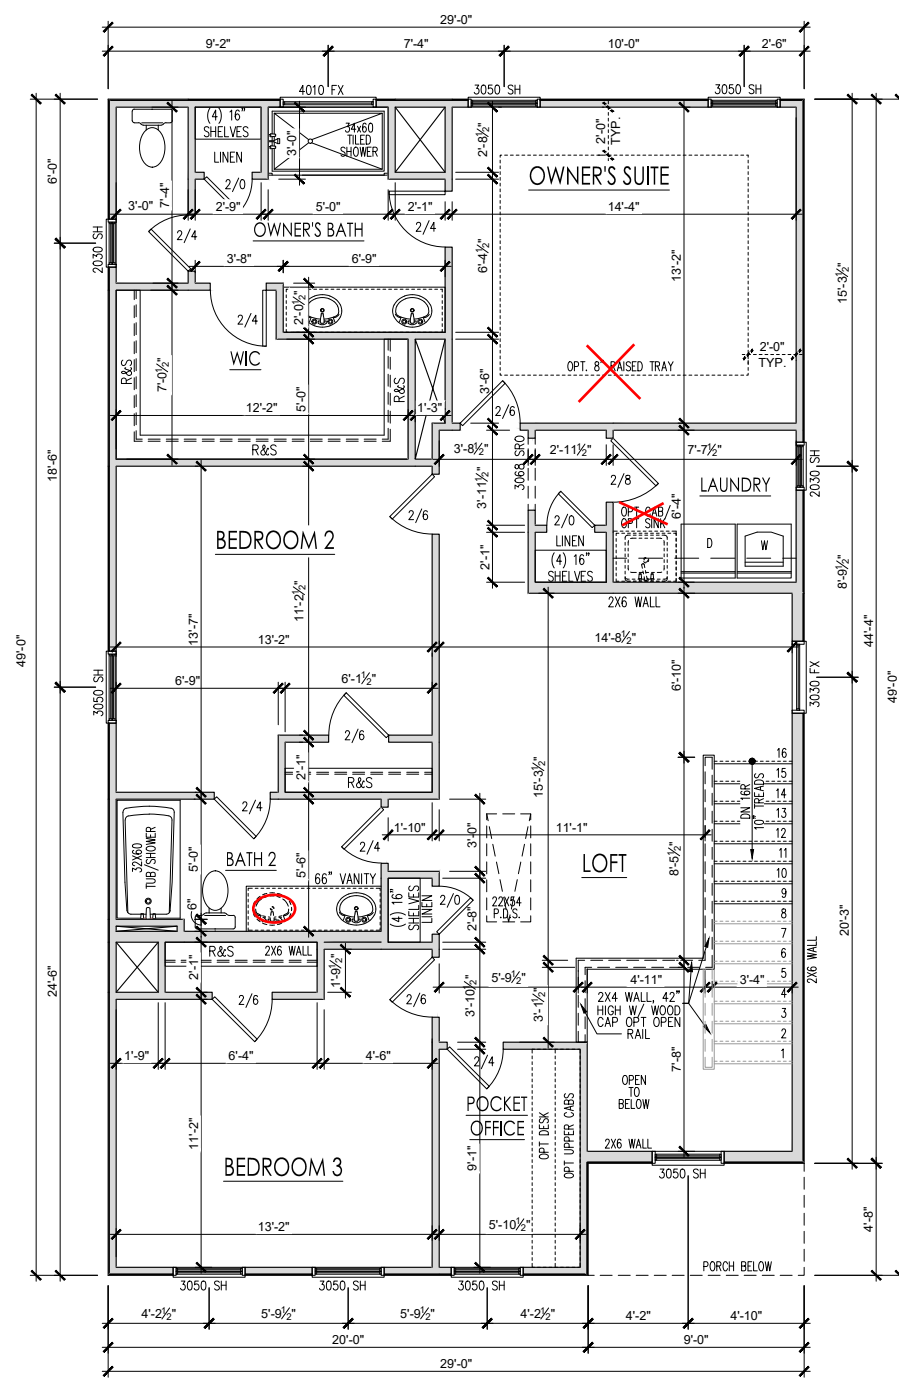 29'-0"
9'-2"
7'-4"
10'-0"
2'-6"
4010 FX
3050 SH
3050 SH
(4) 16"
SHELVES
LINEN
34x60
TILED
SHOWER
3'-0"
2'-8½"
2'-0"
TYP.
13'-2"
OWNER'S SUITE
6'-0"
7'-4"
2/0
3'-0"
2'-9"
5'-0"
2'-1"
14'-4"
OWNER'S BATH
2/4
2/4
2030 SH
3'-8"
6'-9"
6'-4½"
15'-3½"
2'-0½"
2/4
WIC
R&S
7'-0½"
5'-0"
R&S
12'-2"
1'-3"
R&S
3'-6"
OPT. 8" RAISED TRAY
2'-0"
TYP.
2/6
18'-6"
3'-8½"
3068 SRO
2'-11½"
7'-7½"
3'-11½"
2/8
6'-4"
LAUNDRY
2030 SH
2/6
BEDROOM 2
2/0
OPT CAB/
OPT SINK
LINEN
(4) 16"
SHELVES
D
W
2'-1"
8'-9½"
2X6 WALL
11'-2½"
13'-7"
13'-2"
14'-8½"
49'-0"
44'-4"
49'-0"
6'-9"
6'-1½"
3050 SH
6'-10"
3030 FX
2/6
2'-1"
R&S
15'-3½"
16
15
14
13
12
11
10
9
8
7
6
5
4
3
2
1
DN 16R
10" TREADS
2/4
1'-10"
3'-0"
11'-1"
2/4
32X60
TUB/SHOWER
5'-0"
BATH 2
5'-6"
66" VANITY
LOFT
8'-5½"
22X54
P.D.S.
(4) 16"
SHELVES
LINEN
2/0
2'-8"
R&S
2X6 WALL
2'-1"
1'-9½"
20'-3"
2X6 WALL
24'-6"
2/6
2/6
5'-9½"
4'-11"
3'-4"
3'-10½"
3'-1½"
2X4 WALL, 42"
HIGH W/ WOOD
CAP OPT OPEN
RAIL
7'-8"
1'-9"
6'-4"
4'-6"
2/4
OPEN
TO
BELOW
POCKET
OFFICE
OPT DESK
OPT UPPER CABS
11'-2"
9'-1"
2X6 WALL
BEDROOM 3
3050 SH
13'-2"
5'-10½"
4'-8"
PORCH BELOW
3050 SH
3050 SH
3050 SH
4'-2½"
5'-9½"
5'-9½"
4'-2½"
4'-2"
4'-10"
20'-0"
9'-0"
29'-0"